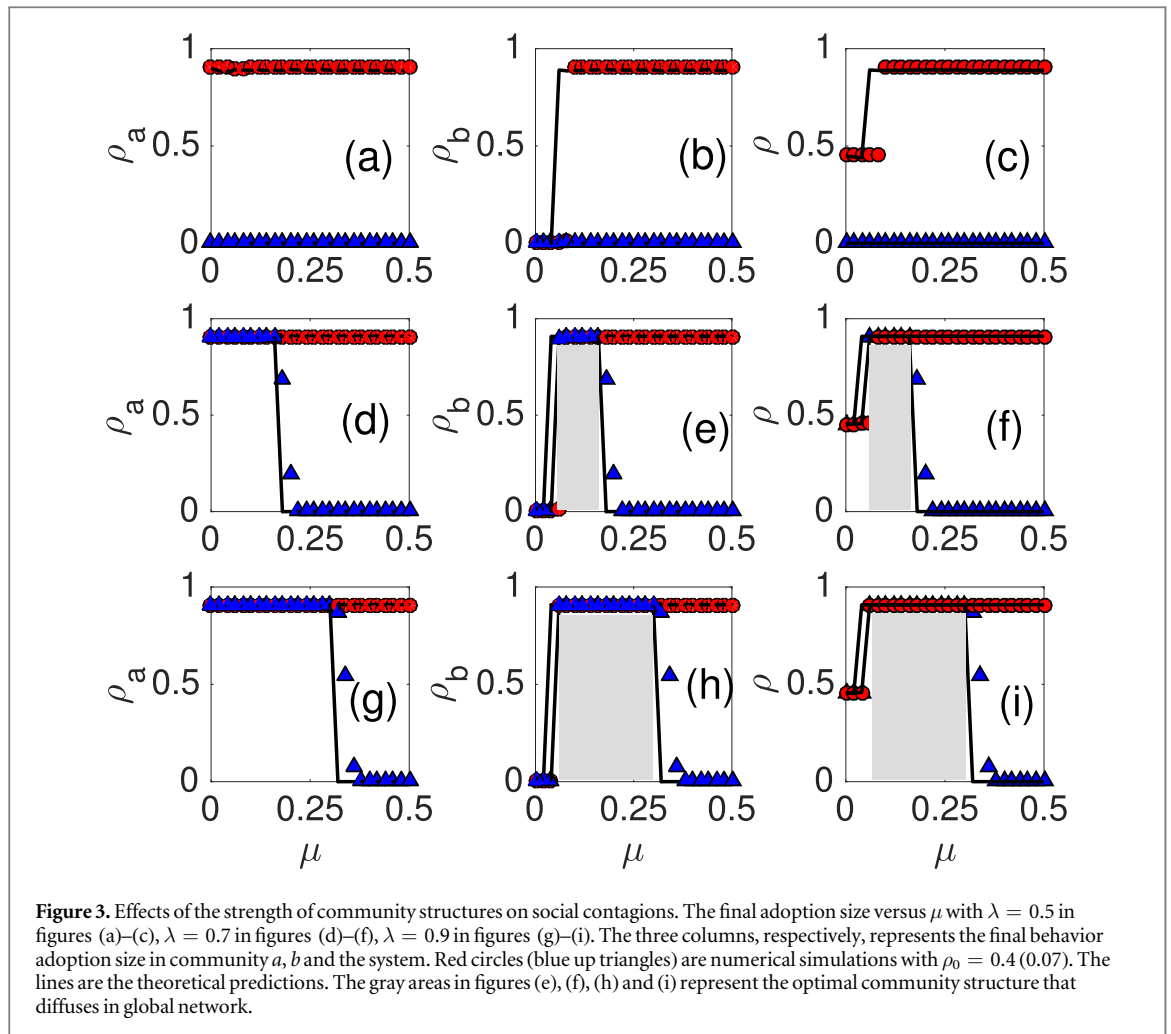 1
ρa 0.5
0
0 0.25 0.5
(a)
1
ρb 0.5
0
0 0.25 0.5
(b)
1
ρ 0.5
0
0 0.25 0.5
(c)
1
ρa 0.5
0
0 0.25 0.5
(d)
1
ρb 0.5
0
0 0.25 0.5
(e)
1
ρ 0.5
0
0 0.25 0.5
(f)
1
ρa 0.5
0
0 0.25 0.5
μ
(g)
1
ρb 0.5
0
0 0.25 0.5
μ
(h)
1
ρ 0.5
0
0 0.25 0.5
μ
(i)
Figure 3. Effects of the strength of community structures on social contagions. The final adoption size versus μ with λ = 0.5 in
figures (a)–(c), λ = 0.7 in figures (d)–(f), λ = 0.9 in figures (g)–(i). The three columns, respectively, represents the final behavior
adoption size in community a, b and the system. Red circles (blue up triangles) are numerical simulations with ρ0 = 0.4 (0.07). The
lines are the theoretical predictions. The gray areas in figures (e), (f), (h) and (i) represent the optimal community structure that
diffuses in global network.